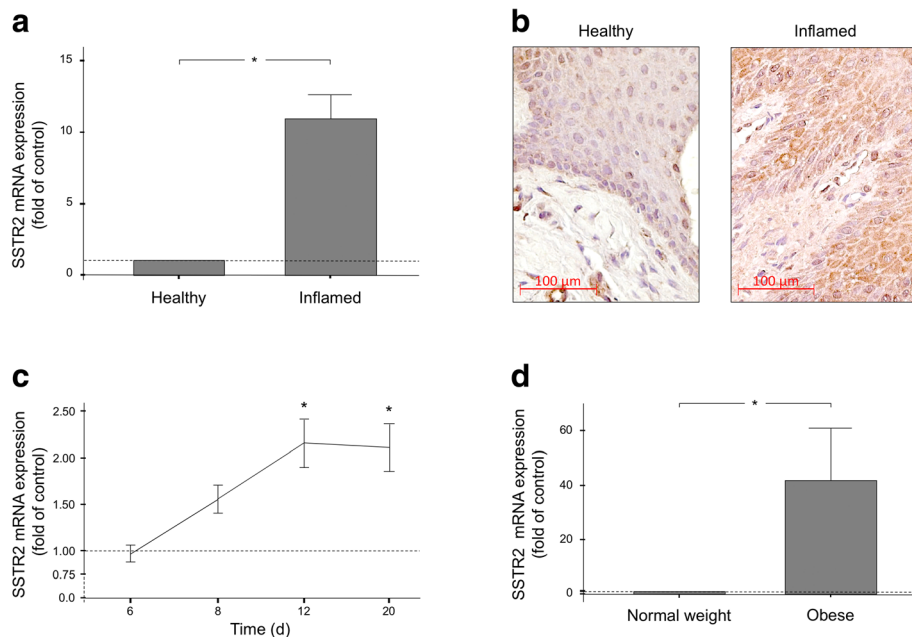 a
SSTR2 mRNA expression
(fold of control)
15
10
5
0
*
Healthy
Inflamed
b
Healthy
Inflamed
100 µm
100 µm
c
SSTR2 mRNA expression
(fold of control)
2.50
2.00
1.50
1.00
0.75
0.0
*
*
6
8
12
20
Time (d)
d
SSTR2 mRNA expression
(fold of control)
60
40
20
0
*
Normal weight
Obese